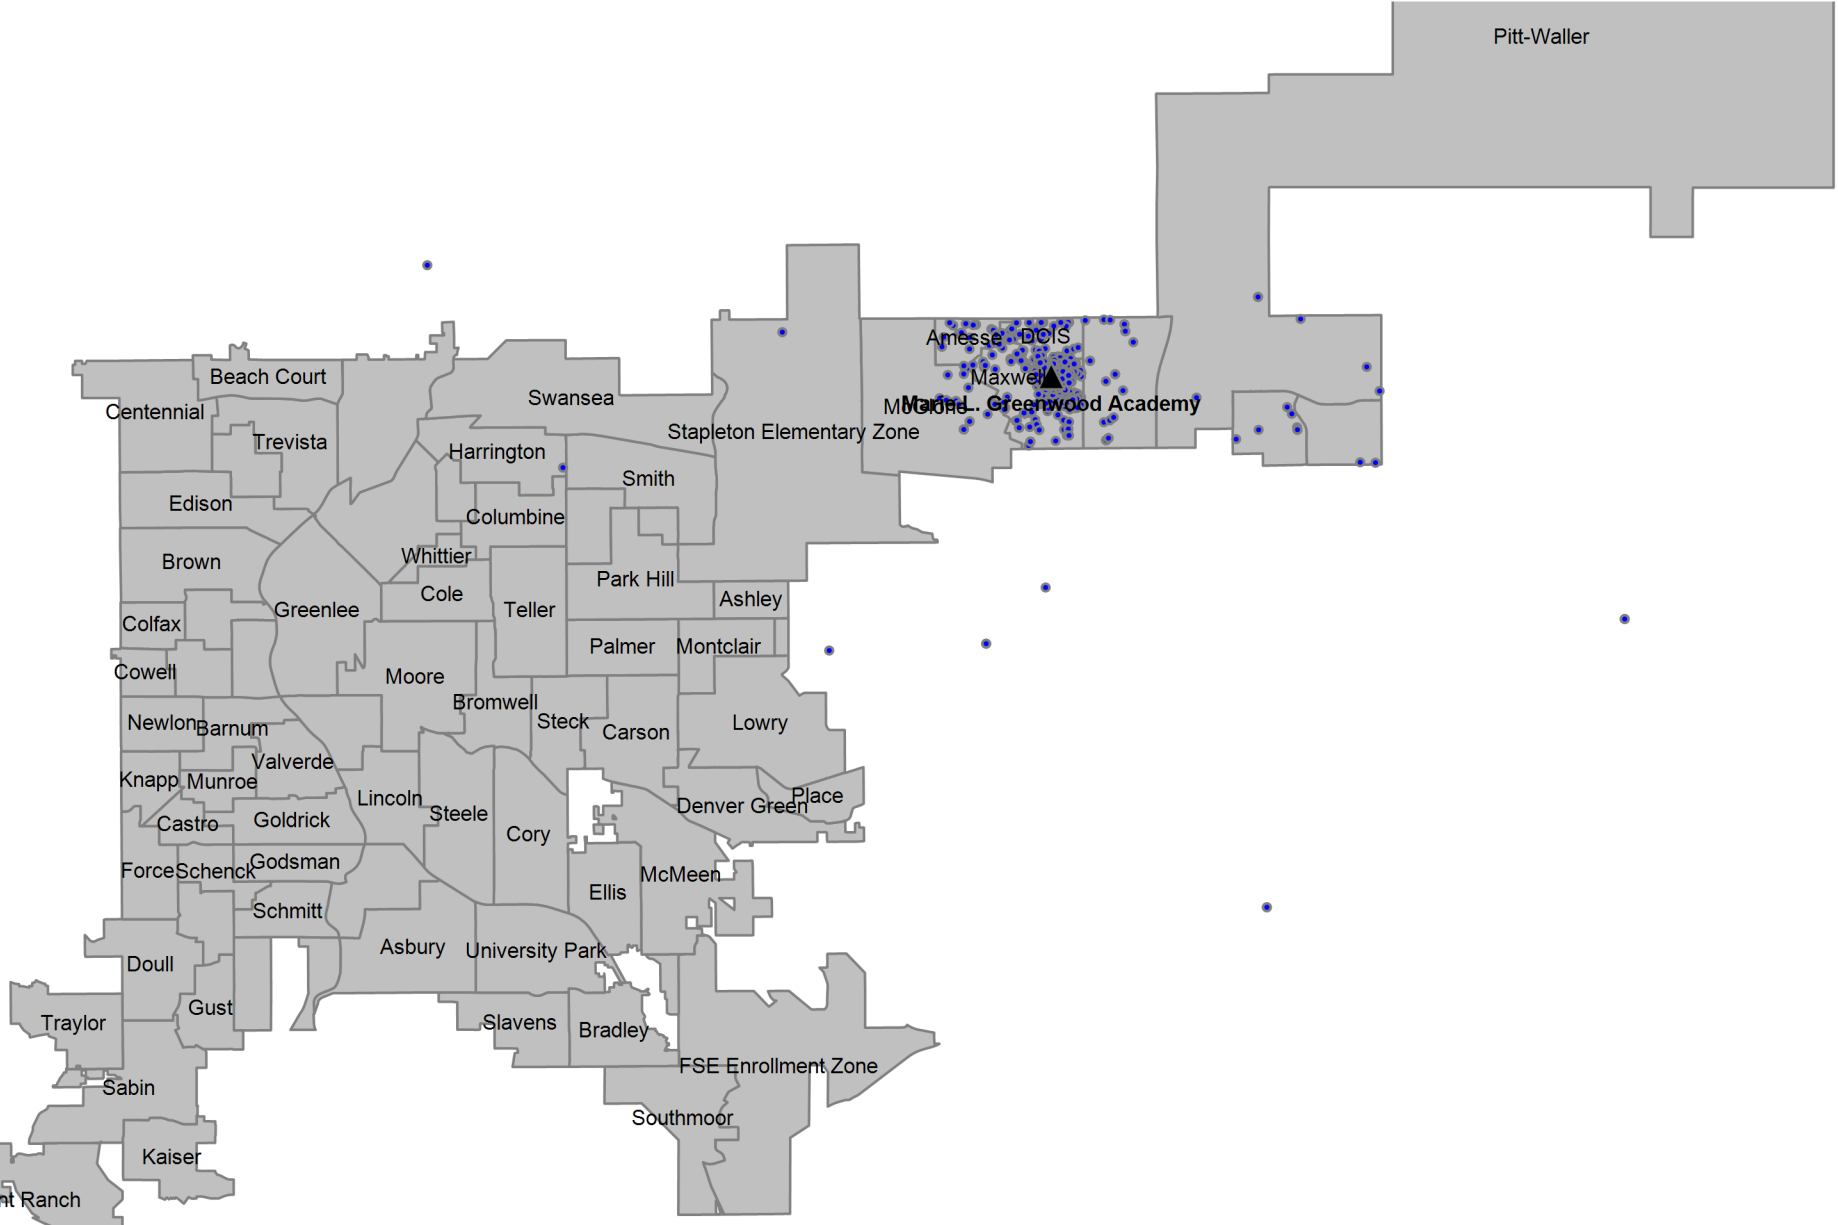 Pitt-Waller
Amesse
DCIS
Beach Court
Maxwell
Swansea
Centennial
McGlone
Marie L. Greenwood Academy
Stapleton Elementary Zone
Trevista
Harrington
Smith
Edison
Columbine
Whittier
Brown
Park Hill
Cole
Ashley
Greenlee
Teller
Colfax
Palmer
Montclair
Cowell
Moore
Bromwell
Newlon
Barnum
Steck
Carson
Lowry
Valverde
Knapp
Munroe
Lincoln
Place
Denver Green
Steele
Castro
Goldrick
Cory
Godsman
Force
Schenck
McMeen
Ellis
Schmitt
Asbury
University Park
Doull
Gust
Traylor
Slavens
Bradley
FSE Enrollment Zone
Sabin
Southmoor
Kaiser
nt Ranch